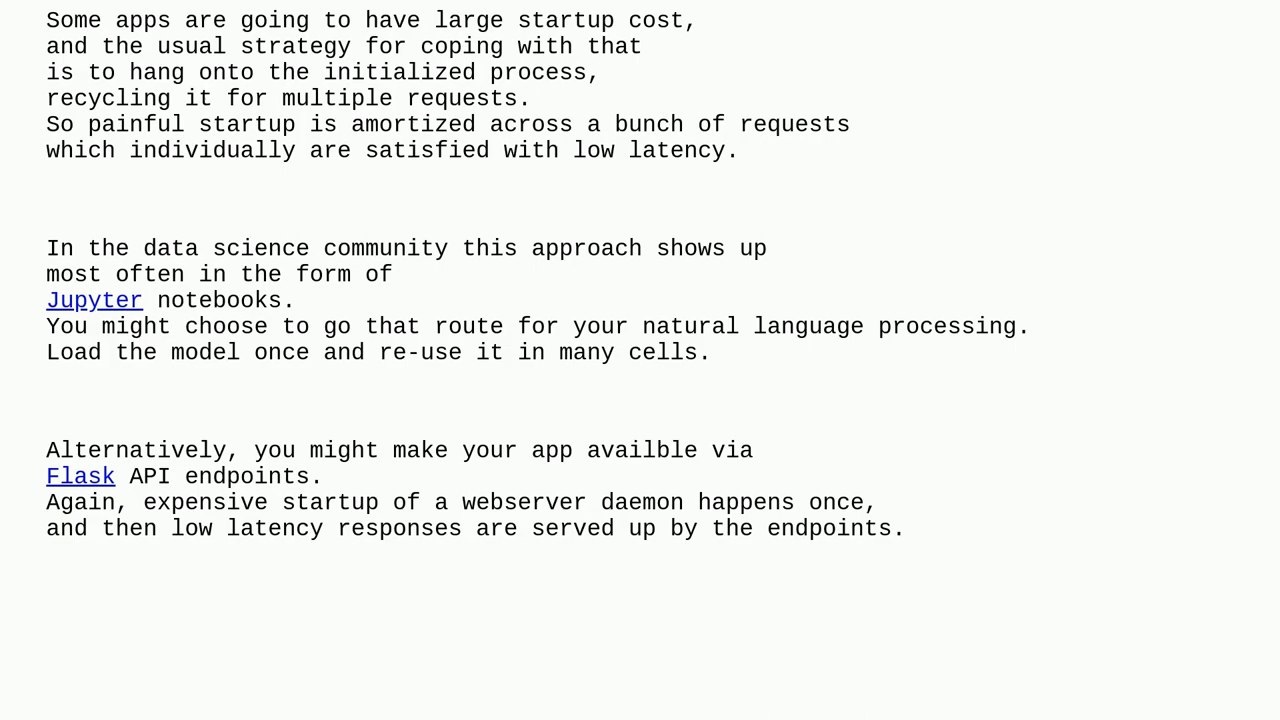 Some apps are going to have large startup cost,
and the usual strategy for coping with that
is to hang onto the initialized process,
recycling it for multiple requests.
So painful startup is amortized across a bunch of requests
which individually are satisfied with low latency.
In the data science community this approach shows up
most often in the form of
Jupyter notebooks.
You might choose to go that route for your natural language processing.
Load the model once and re-use it in many cells.
Alternatively, you might make your app availble via
Flask API endpoints.
Again, expensive startup of a webserver daemon happens once,
and then low latency responses are served up by the endpoints.